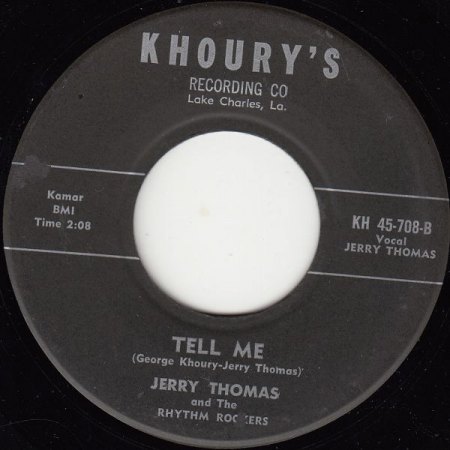 KHOURY'S
RECORDING CO
Lake Charles, La.
Kamar
BMI
Time 2:08
KH 45-708-B
Vocal
JERRY THOMAS
TELL ME
(George Khoury-Jerry Thomas)
JERRY THOMAS
and The
RHYTHM ROCKERS